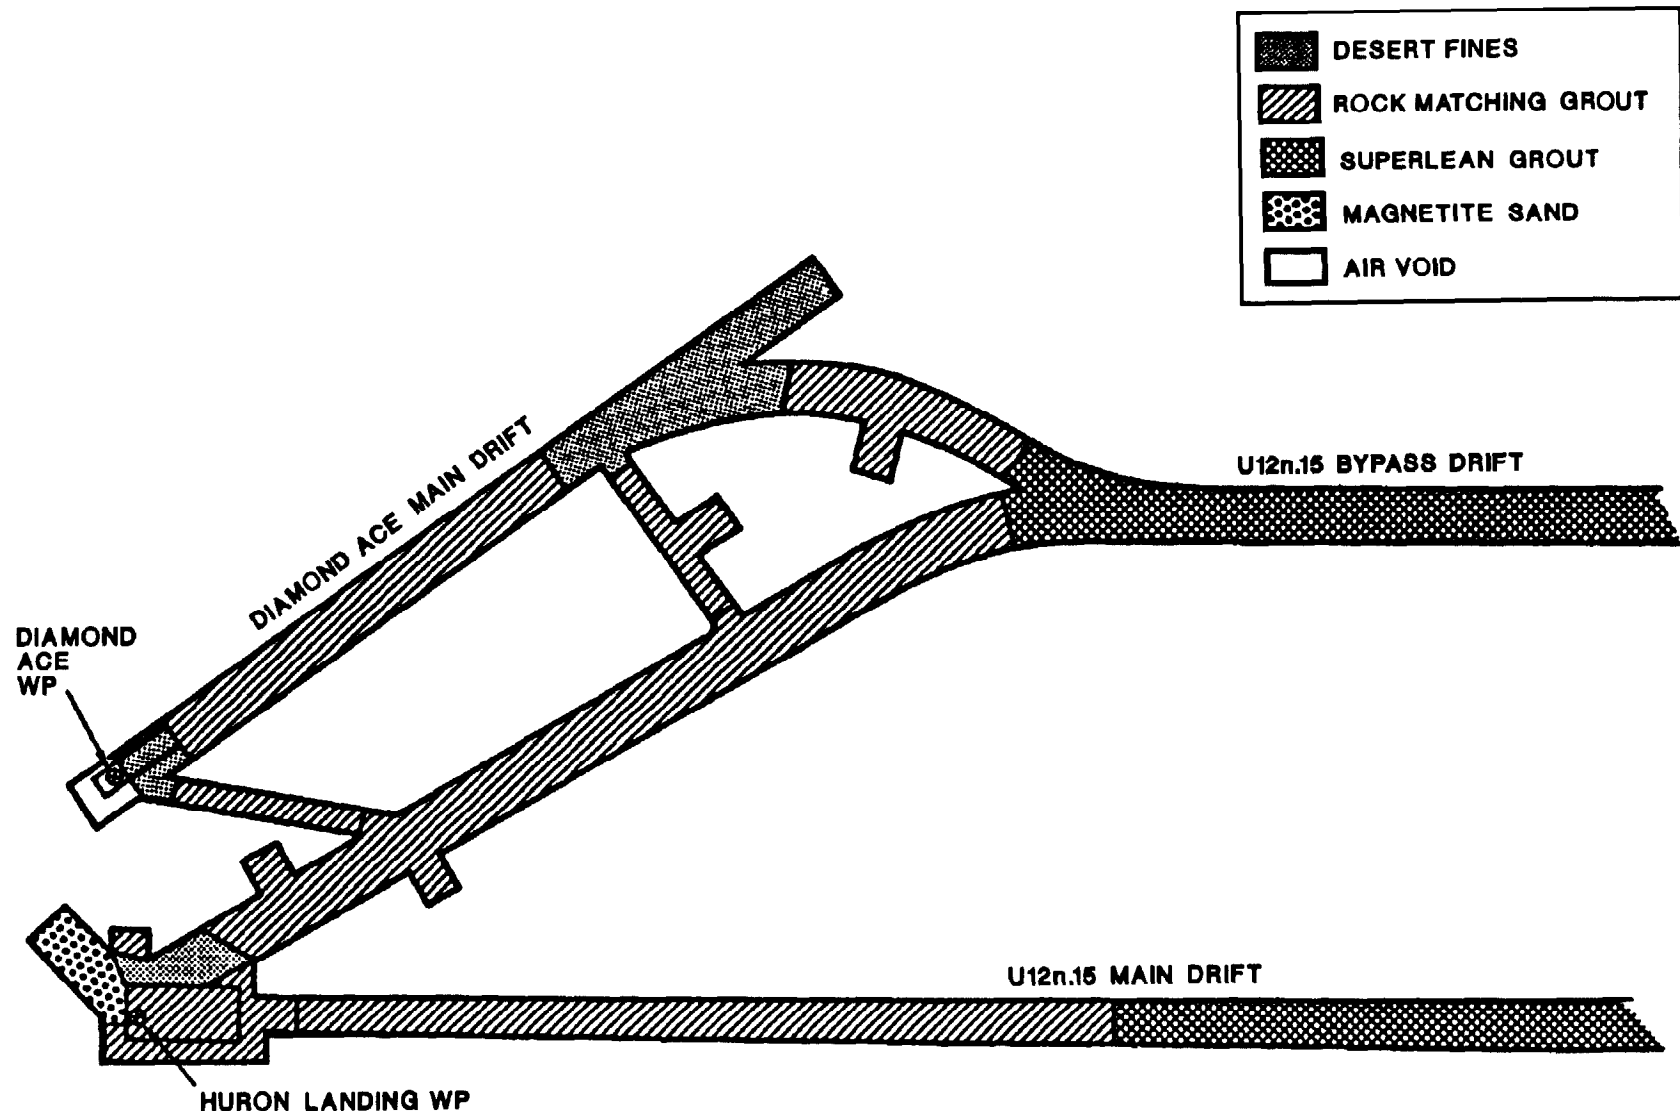 DESERT FINES
ROCK MATCHING GROUT
SUPERLEAN GROUT
MAGNETITE SAND
AIR VOID
DIAMOND ACE MAIN DRIFT
U12n.15 BYPASS DRIFT
DIAMOND
ACE
WP
U12n.15 MAIN DRIFT
HURON LANDING WP